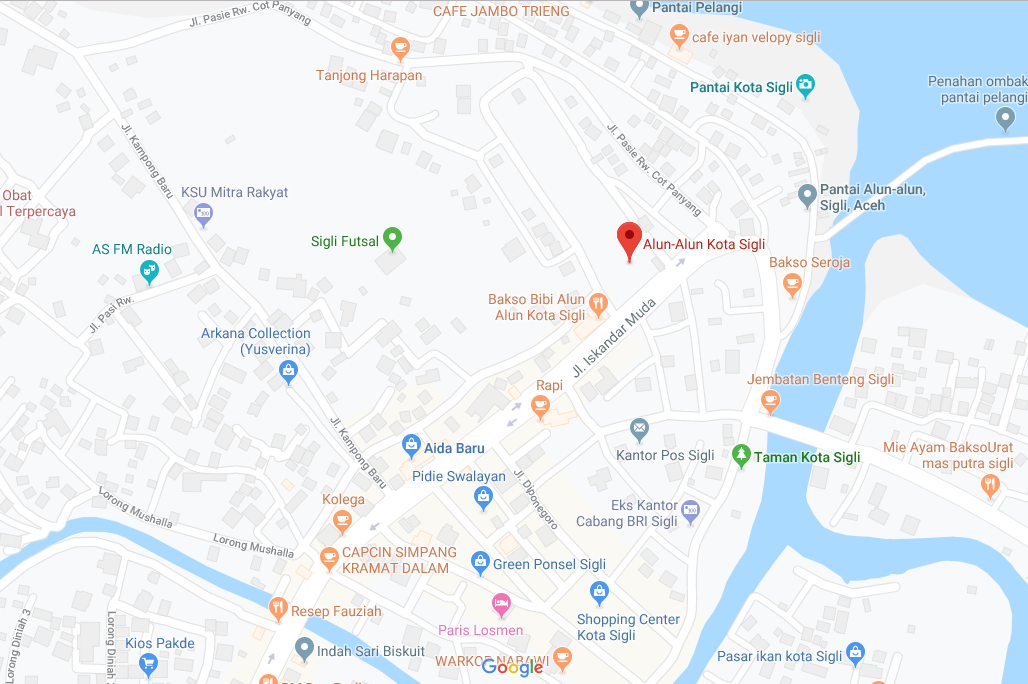 CAFE JAMBO TRIENG
Pantai Pelangi
Jl. Pasie Rw. Cot Panyang
cafe iyan velopy sigli
Tanjong Harapan
Pantai Kota Sigli
Penahan ombak
pantai pelangi
Jl. Kampong Baru
Jl. Pasie Rw. Cot Panyang
KSU Mitra Rakyat
Obat
l Terpercaya
Pantai Alun-alun,
Sigli, Aceh
Sigli Futsal
Alun-Alun Kota Sigli
AS FM Radio
Bakso Seroja
Jl. Pasi Rw.
Bakso Bibi Alun
Alun Kota Sigli
Jl. Iskandar Muda
Arkana Collection
(Yusverina)
Rapi
Jembatan Benteng Sigli
Jl. Kampong Baru
Aida Baru
Kantor Pos Sigli
Taman Kota Sigli
Mie Ayam BaksoUrat
mas putra sigli
Pidie Swalayan
Jl. Diponegoro
Kolega
Eks Kantor
Cabang BRI Sigli
Lorong Mushalla
Lorong Mushalla
CAPCIN SIMPANG
KRAMAT DALAM
Green Ponsel Sigli
Resep Fauziah
Shopping Center
Kota Sigli
Paris Losmen
Lorong Diniah 3
Lorong Diniah 1
Kios Pakde
Indah Sari Biskuit
WARKOP NABAWI
Google
Pasar ikan kota Sigli